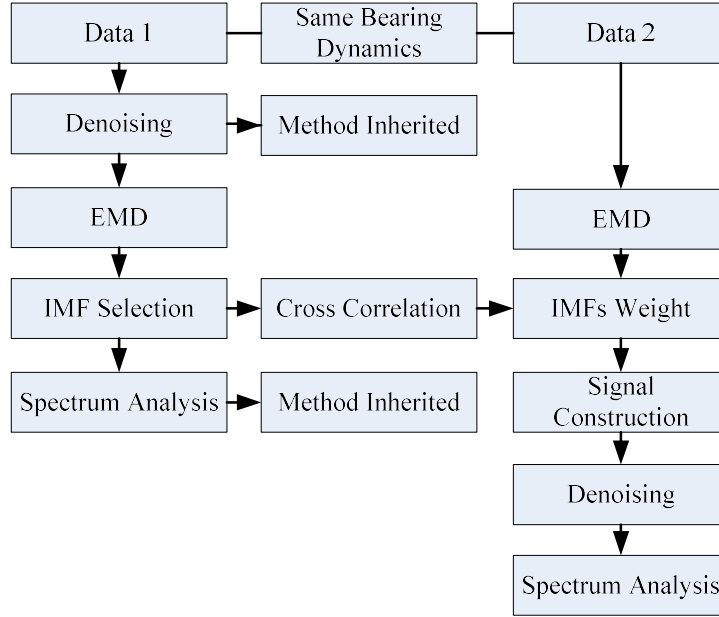 Data 1
Same Bearing
Dynamics
Data 2
Denoising
Method Inherited
EMD
EMD
IMF Selection
Cross Correlation
IMFs Weight
Spectrum Analysis
Method Inherited
Signal
Construction
Denoising
Spectrum Analysis